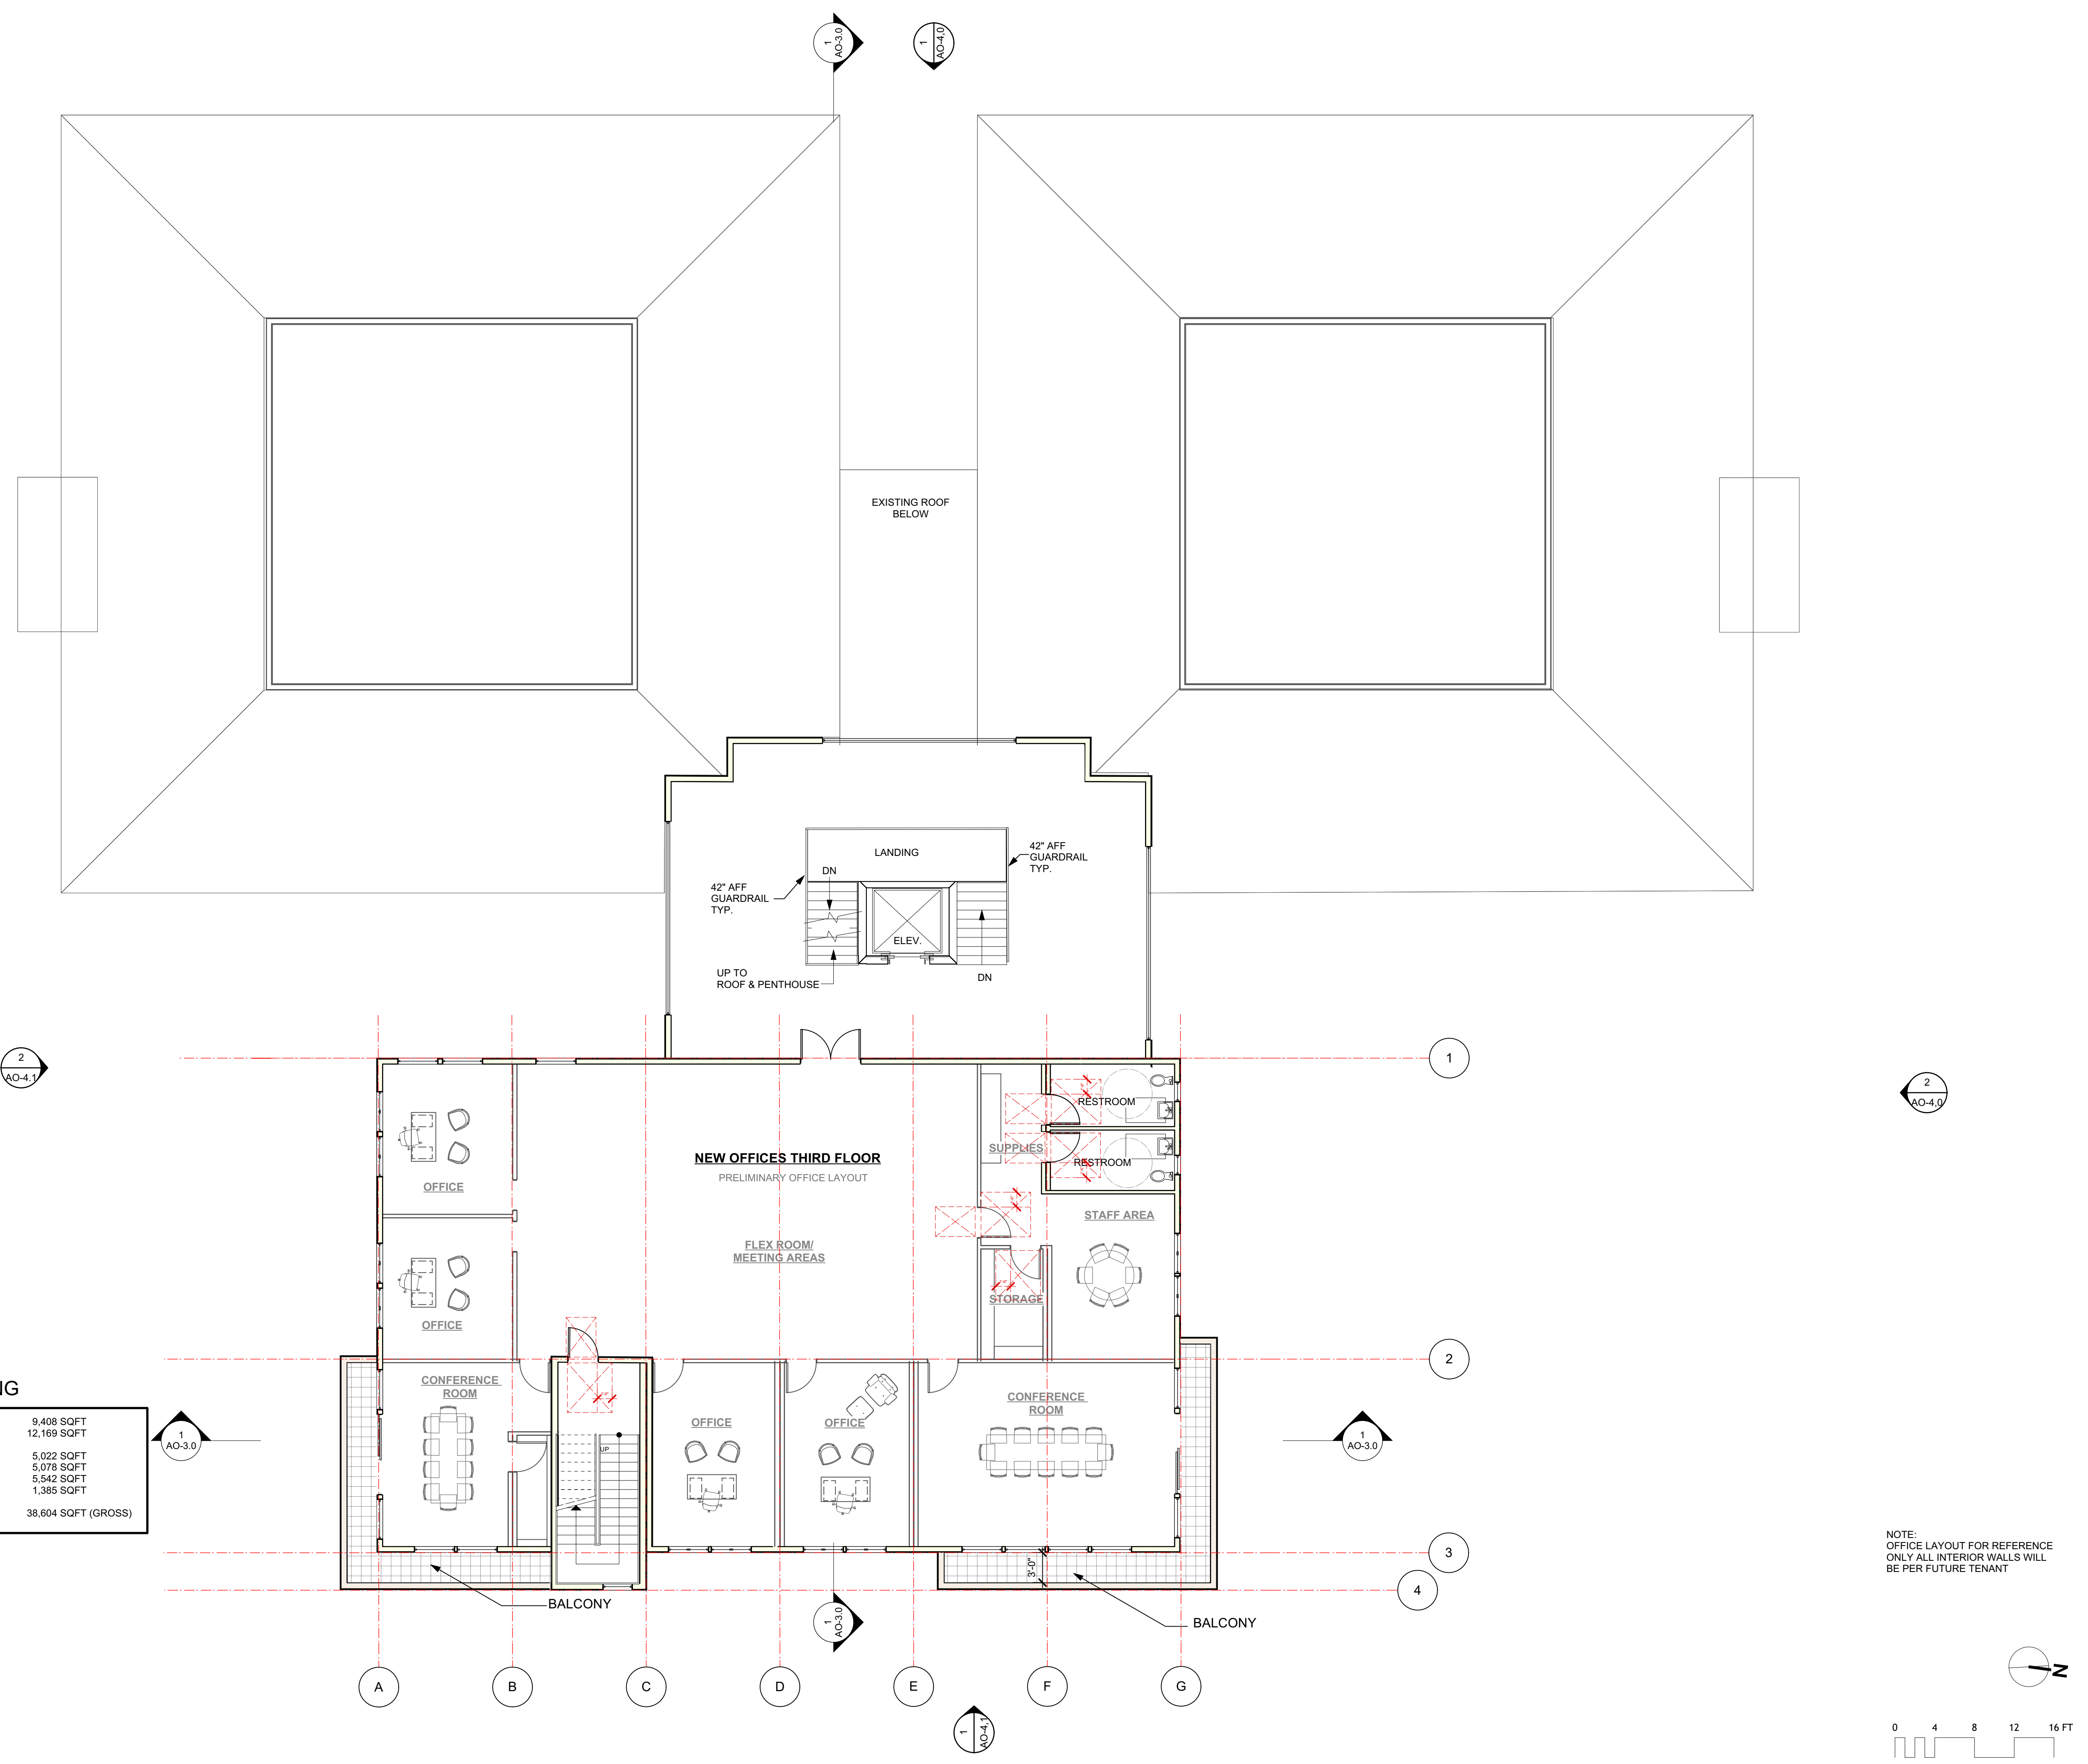 1
AO-3.0
1
AO-4.0
EXISTING ROOF
BELOW
LANDING
42" AFF
GUARDRAIL
TYP.
DN
42" AFF
GUARDRAIL
TYP.
ELEV.
UP TO
ROOF & PENTHOUSE
DN
2
AO-4.1
1
2
AO-4.0
RESTROOM
SUPPLIES
RESTROOM
NEW OFFICES THIRD FLOOR
PRELIMINARY OFFICE LAYOUT
OFFICE
STAFF AREA
FLEX ROOM/
MEETING AREAS
STORAGE
OFFICE
2
NG
9,408 SQFT
12,169 SQFT
5,022 SQFT
5,078 SQFT
5,542 SQFT
1,385 SQFT
38,604 SQFT (GROSS)
1
AO-3.0
CONFERENCE
ROOM
UP
OFFICE
OFFICE
CONFERENCE
ROOM
1
AO-3.0
3
3'-0"
4
NOTE:
OFFICE LAYOUT FOR REFERENCE
ONLY ALL INTERIOR WALLS WILL
BE PER FUTURE TENANT
BALCONY
1
AO-3.0
BALCONY
A
B
C
D
E
F
G
N
1
AO-4.1
0 4 8 12 16 FT